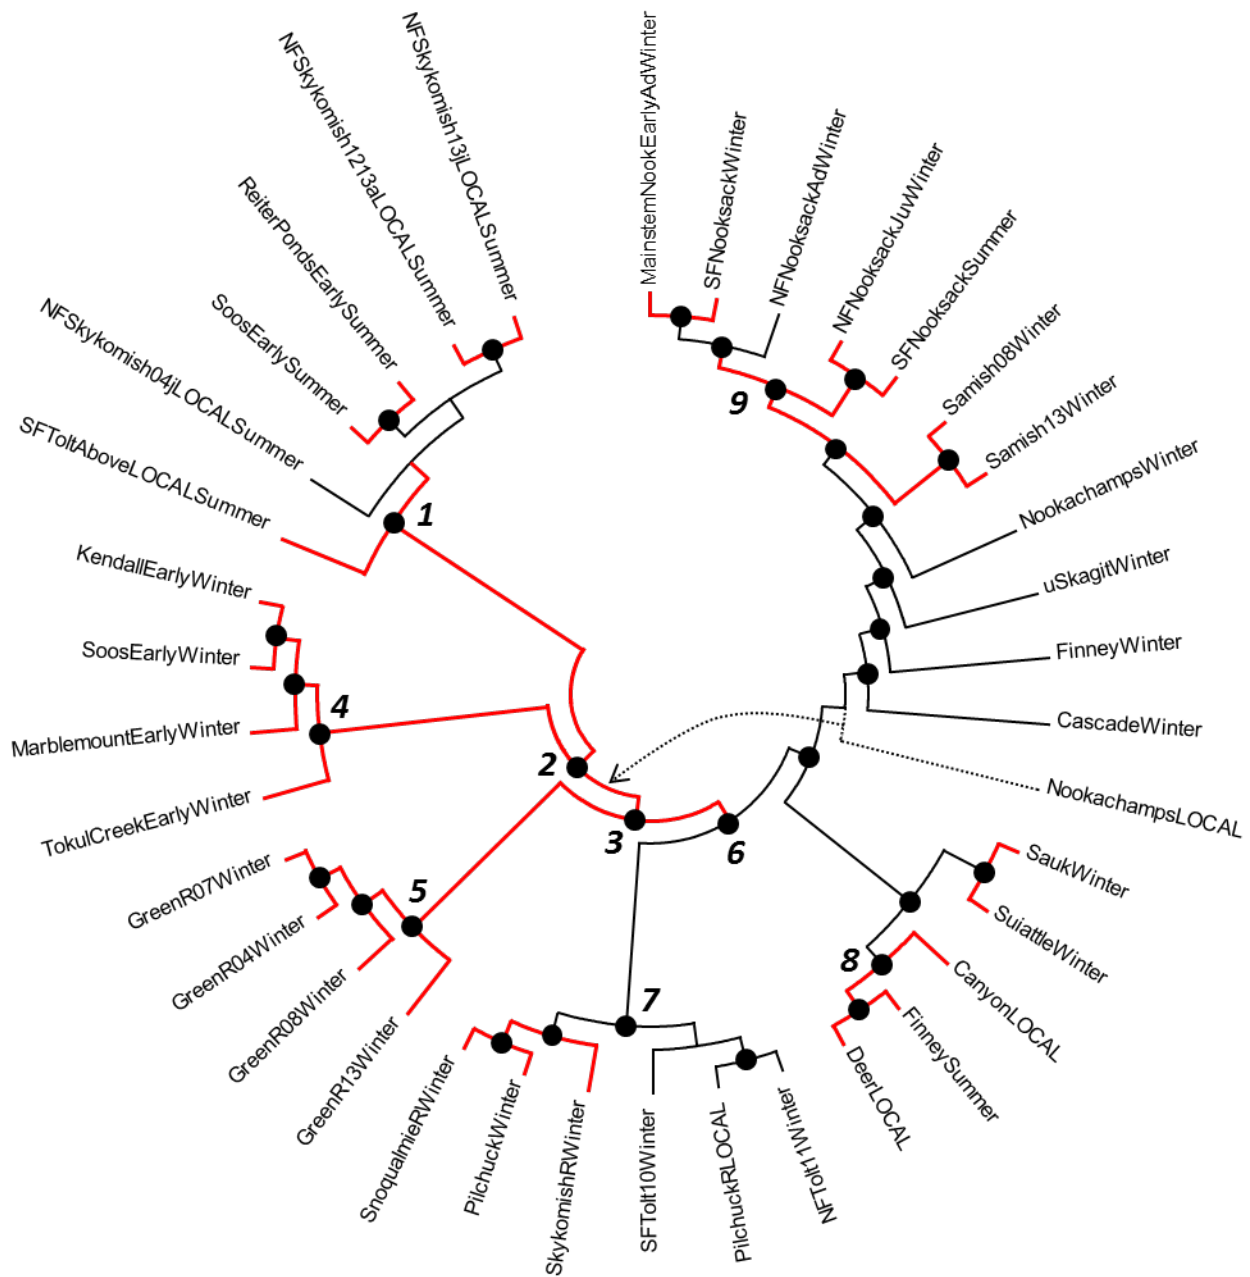 NFSkykomish13jLOCALSummer
NFSkykomish1213aLOCALSummer
ReiterPondsEarlySummer
SoosEarlySummer
NFSkykomish04jLOCALSummer
SFToltAboveLOCALSummer
KendallEarlyWinter
SoosEarlyWinter
MarblemountEarlyWinter
TokulCreekEarlyWinter
GreenR07Winter
GreenR04Winter
GreenR08Winter
GreenR13Winter
SnoqualmieRWinter
PilchuckWinter
SkykomishRWinter
SFTolt10Winter
PilchuckRLOCAL
NFTolt11Winter
DeerLOCAL
FinneySummer
CanyonLOCAL
SuiattleWinter
SaukWinter
NookachampsLOCAL
CascadeWinter
FinneyWinter
uSkagitWinter
NookachampsWinter
Samish13Winter
Samish08Winter
SFNooksackSummer
NFNooksackJuvWinter
NFNooksackAdWinter
SFNooksackWinter
MainstemNookEarlyAdWinter
1
2
3
4
5
6
7
8
9